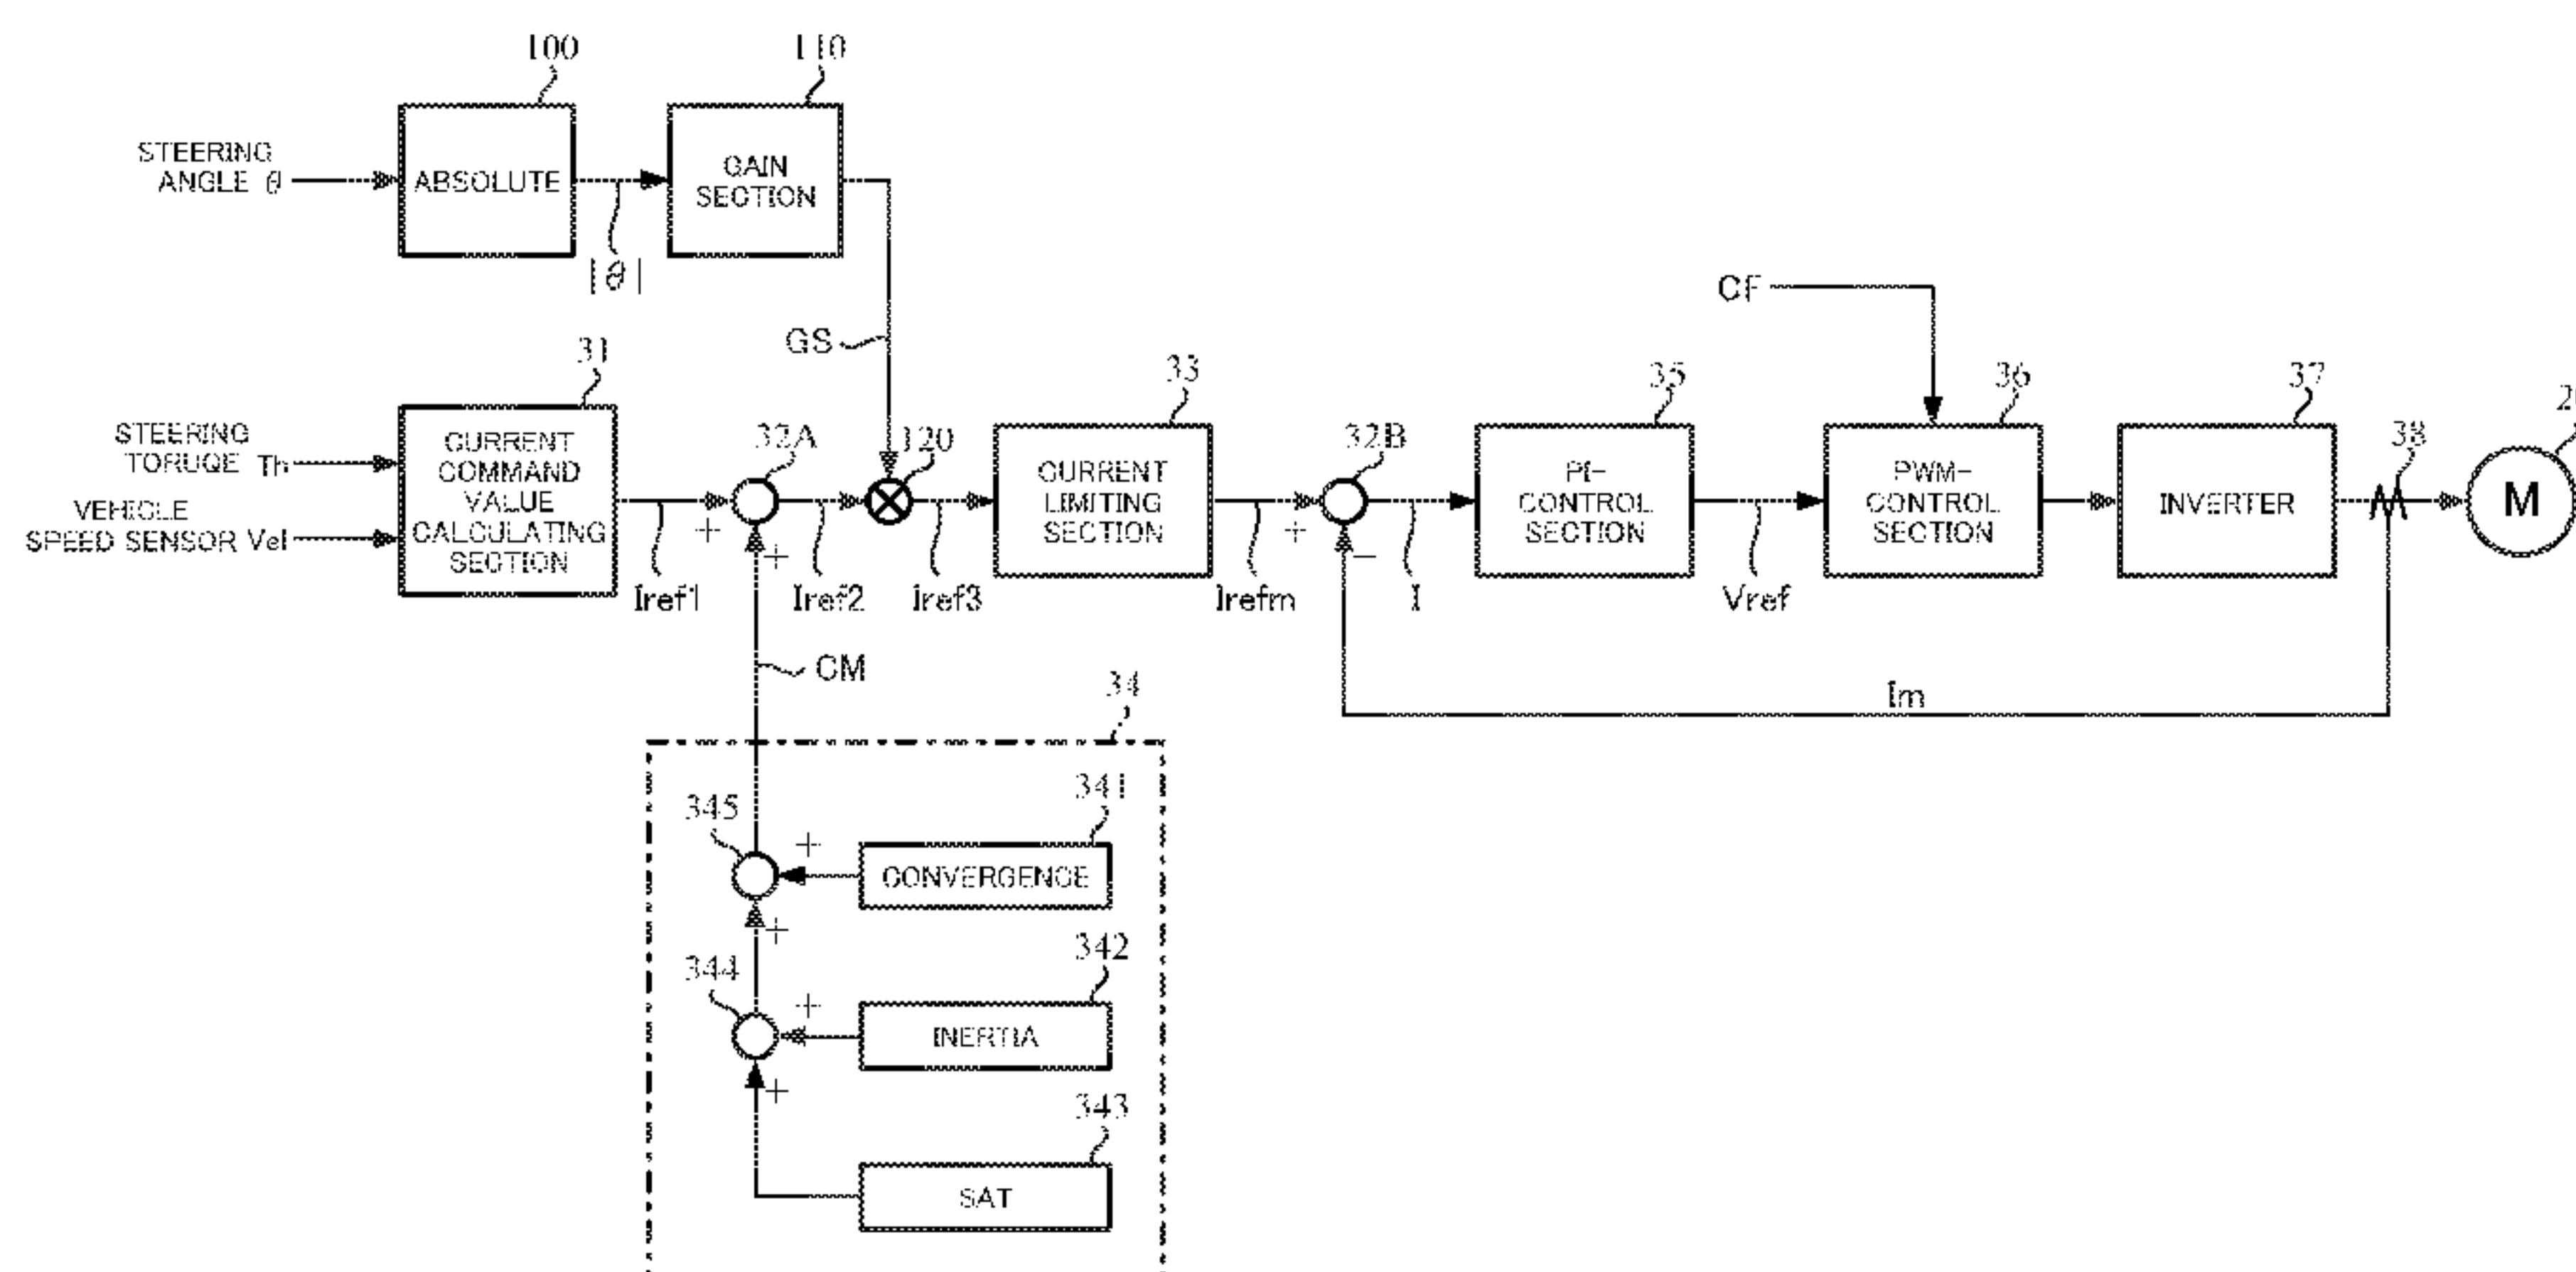 100
110
STEERING
ANGLE θ
ABSOLUTE
GAIN
SECTION
|θ|
CF
GS
31
33
35
36
37
38
STEERING
TORUQE Th
VEHICLE
SPEED SENSOR Vel
CURRENT
COMMAND
VALUE
CALCULATING
SECTION
32A
120
CURRENT
LIMITING
SECTION
32B
PI-
CONTROL
SECTION
PWM-
CONTROL
SECTION
INVERTER
M
+
+
+
−
Iref1
Iref2
Iref3
Irefm
I
Vref
CM
Im
34
345
341
+
CONVERGENCE
+
344
342
+
INERTIA
+
343
SAT